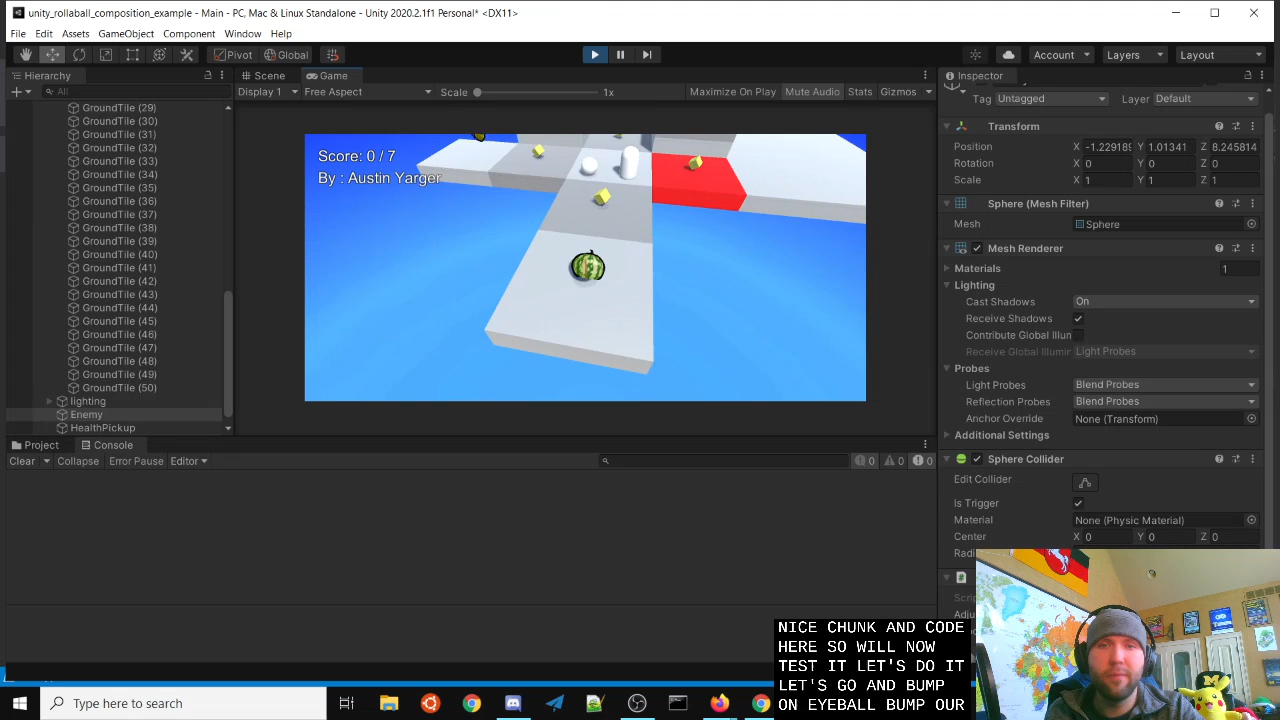 unity_rollaball_composition_example - Main - PC, Mac & Linux Standalone - Unity 2020.2.1f1 Personal* <DX11>
File Edit Assets GameObject Component Window Help
Pivot Global Account Layers Layout
Hierarchy
All
GroundTile (29)
GroundTile (30)
GroundTile (31)
GroundTile (32)
GroundTile (33)
GroundTile (34)
GroundTile (35)
GroundTile (36)
GroundTile (37)
GroundTile (38)
GroundTile (39)
GroundTile (40)
GroundTile (41)
GroundTile (42)
GroundTile (43)
GroundTile (44)
GroundTile (45)
GroundTile (46)
GroundTile (47)
GroundTile (48)
GroundTile (49)
GroundTile (50)
lighting
Enemy
HealthPickup
Scene Game
Display 1 Free Aspect Scale 1x Maximize On Play Mute Audio Stats Gizmos
Score: 0 / 7
By : Austin Yarger
Project Console
Clear Collapse Error Pause Editor 0 0 0
Inspector
Tag Untagged Layer Default
Transform
Position X -1.229189 Y 1.01341 Z 8.245814
Rotation X 0 Y 0 Z 0
Scale X 1 Y 1 Z 1
Sphere (Mesh Filter)
Mesh Sphere
Mesh Renderer
Materials 1
Lighting
Cast Shadows On
Receive Shadows
Contribute Global Illun
Receive Global Illumir Light Probes
Probes
Light Probes Blend Probes
Reflection Probes Blend Probes
Anchor Override None (Transform)
Additional Settings
Sphere Collider
Edit Collider
Is Trigger
Material None (Physic Material)
Center X 0 Y 0 Z 0
Radi
Scri
Adju
NICE CHUNK AND CODE
HERE SO WILL NOW
TEST IT LET'S DO IT
LET'S GO AND BUMP
ON EYEBALL BUMP OUR
Type here to search